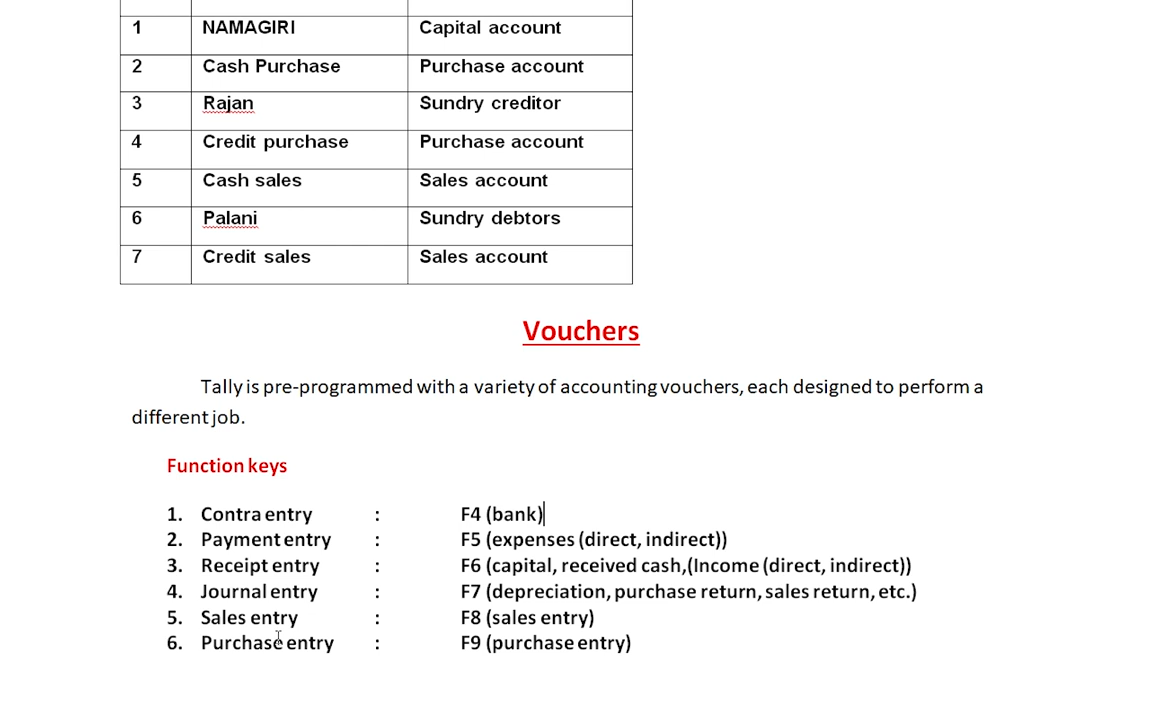 1 NAMAGIRI Capital account
2 Cash Purchase Purchase account
3 Rajan Sundry creditor
4 Credit purchase Purchase account
5 Cash sales Sales account
6 Palani Sundry debtors
7 Credit sales Sales account
Vouchers
Tally is pre-programmed with a variety of accounting vouchers, each designed to perform a
different job.
Function keys
1. Contra entry : F4 (bank)
2. Payment entry : F5 (expenses (direct, indirect))
3. Receipt entry : F6 (capital, received cash,(Income (direct, indirect))
4. Journal entry : F7 (depreciation, purchase return, sales return, etc.)
5. Sales entry : F8 (sales entry)
6. Purchase entry : F9 (purchase entry)